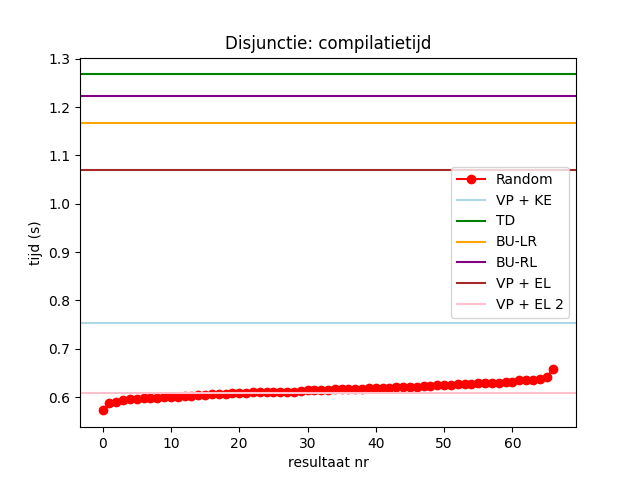 Disjunctie: compilatietijd
tijd (s)
1.3
1.2
1.1
1.0
0.9
0.8
0.7
0.6
Random
VP + KE
TD
BU-LR
BU-RL
VP + EL
VP + EL 2
0 10 20 30 40 50 60
resultaat nr